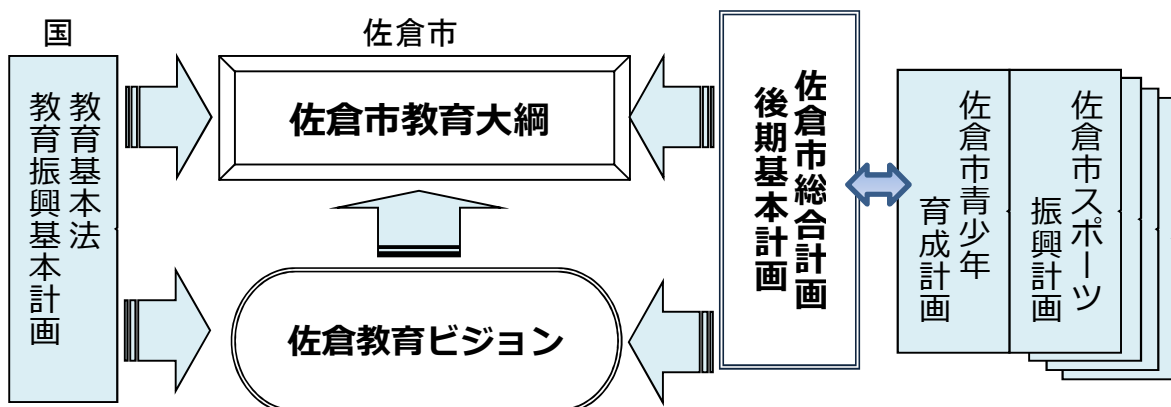 国
佐倉市
教育基本法
教育振興基本計画
佐倉市教育大綱
佐倉教育ビジョン
佐倉市総合計画
後期基本計画
佐倉市青少年
育成計画
佐倉市スポーツ
振興計画